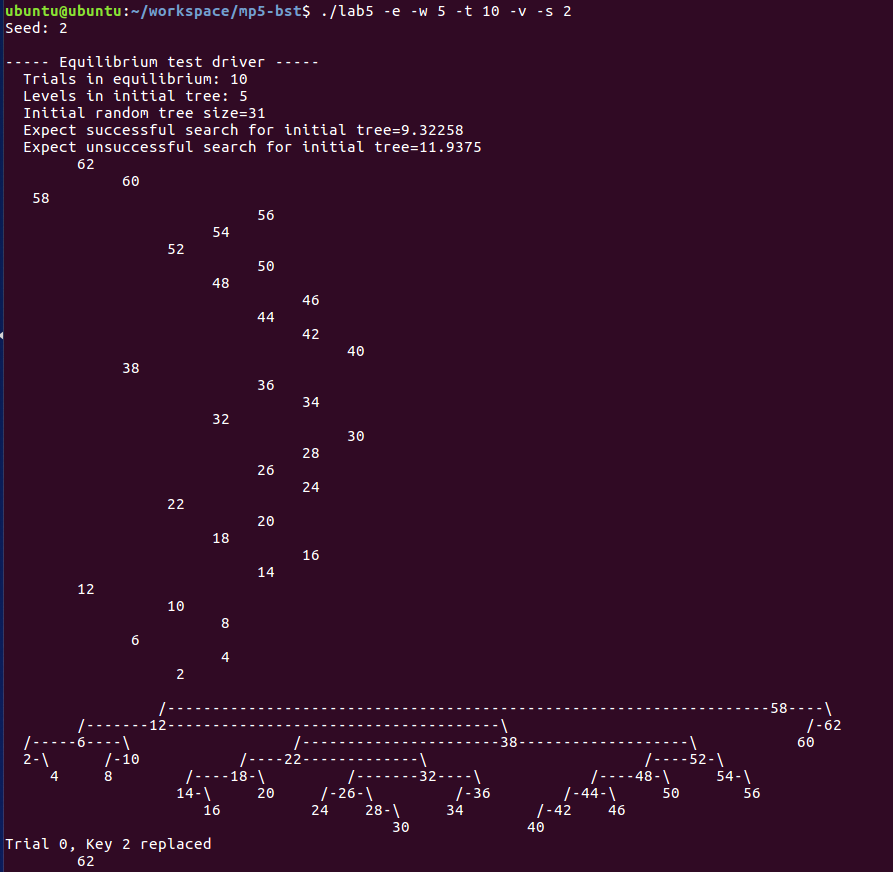 ubuntu@ubuntu:~/workspace/mp5-bst$ ./lab5 -e -w 5 -t 10 -v -s 2
Seed: 2
----- Equilibrium test driver -----
  Trials in equilibrium: 10
  Levels in initial tree: 5
  Initial random tree size=31
  Expect successful search for initial tree=9.32258
  Expect unsuccessful search for initial tree=11.9375
        62
             60
   58
                            56
                       54
                  52
                            50
                       48
                                 46
                            44
                                 42
                                      40
             38
                            36
                                 34
                       32
                                      30
                                 28
                            26
                                 24
                  22
                            20
                       18
                                 16
                            14
        12
                  10
                        8
              6
                        4
                   2
                 /-------------------------------------------------------------------58----\
        /-------12-------------------------------------\                                 /-62
  /-----6----\                  /----------------------38-------------------\           60
  2-\      /-10           /----22-------------\                        /----52-\
     4     8        /----18-\         /-------32----\            /----48-\     54-\
                   14-\     20     /-26-\         /-36        /-44-\     50       56
                      16          24    28-\     34        /-42   46
                                           30             40
Trial 0, Key 2 replaced
        62